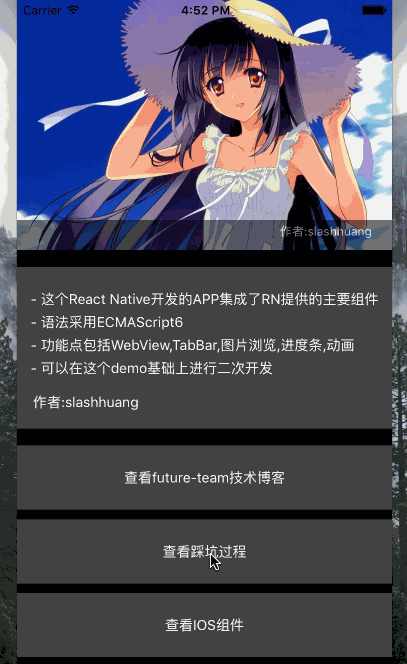 Carrier 4:52 PM
作者:slashhuang
- 这个React Native开发的APP集成了RN提供的主要组件
- 语法采用ECMAScript6
- 功能点包括WebView,TabBar,图片浏览,进度条,动画
- 可以在这个demo基础上进行二次开发
作者:slashhuang
查看future-team技术博客
查看踩坑过程
查看IOS组件